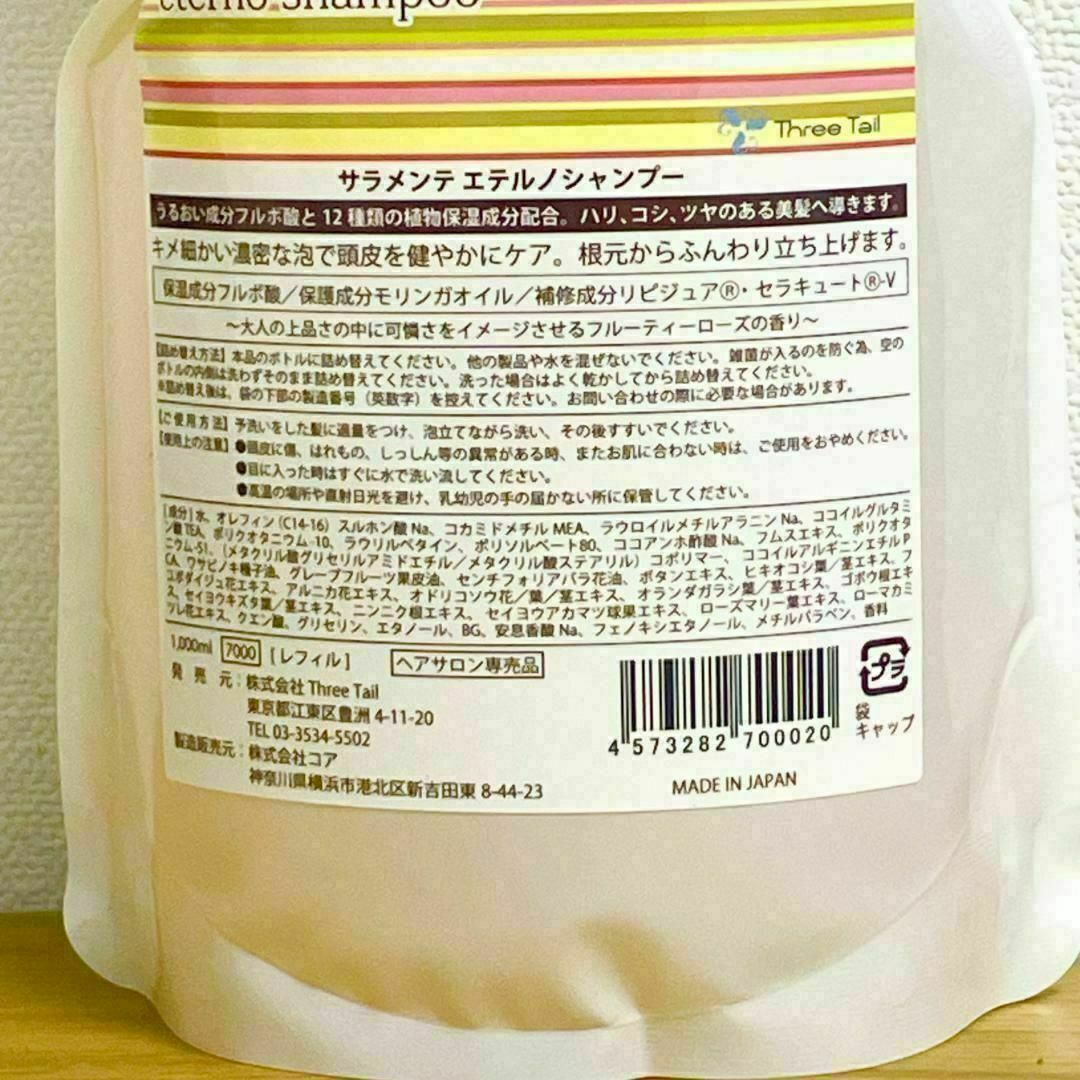 eterno shampoo
Three Tail
サラメンテ エテルノシャンプー
うるおい成分フルボ酸と12種類の植物保湿成分配合。ハリ、コシ、ツヤのある美髪へ導きます。
キメ細かい濃密な泡で頭皮を健やかにケア。根元からふんわり立ち上げます。
保湿成分フルボ酸／保護成分モリンガオイル／補修成分リピジュア®・セラキュート®-V
～大人の上品さの中に可憐さをイメージさせるフルーティーローズの香り～
【詰め替え方法】本品のボトルに詰め替えてください。他の製品や水を混ぜないでください。雑菌が入るのを防ぐ為、空の
ボトルの内側は洗わずそのまま詰め替えてください。洗った場合はよく乾かしてから詰め替えてください。
※詰め替え後は、袋の下部の製造番号（英数字）を控えてください。お問い合わせの際に必要な場合があります。
【ご使用方法】予洗いをした髪に適量をつけ、泡立てながら洗い、その後すすいでください。
【使用上の注意】●頭皮に傷、はれもの、しっしん等の異常がある時、またお肌に合わない時は、ご使用をおやめください。
●目に入った時はすぐに水で洗い流してください。
●高温の場所や直射日光を避け、乳幼児の手の届かない所に保管してください。
［成分］水、オレフィン（C14-16）スルホン酸Na、コカミドメチルMEA、ラウロイルメチルアラニンNa、ココイルグルタミ
ン酸TEA、ポリクオタニウム-10、ラウリルベタイン、ポリソルベート80、ココアンホ酢酸Na、フムスエキス、ポリクオタ
ニウム-51、（メタクリル酸グリセリルアミドエチル／メタクリル酸ステアリル）コポリマー、ココイルアルギニンエチルP
CA、ワサビノキ種子油、グレープフルーツ果皮油、センチフォリアバラ花油、ボタンエキス、ヒキオコシ葉／茎エキス、フ
ユボダイジュ花エキス、アルニカ花エキス、オドリコソウ花／葉／茎エキス、オランダガラシ葉／茎エキス、ゴボウ根エキ
ス、セイヨウキズタ葉／茎エキス、ニンニク根エキス、セイヨウアカマツ球果エキス、ローズマリー葉エキス、ローマカミ
ツレ花エキス、クエン酸、グリセリン、エタノール、BG、安息香酸Na、フェノキシエタノール、メチルパラベン、香料
1,000ml 7000 [レフィル] ヘアサロン専売品
発売元：株式会社Three Tail
東京都江東区豊洲4-11-20
TEL 03-3534-5502
製造販売元：株式会社コア
神奈川県横浜市港北区新吉田東8-44-23
4 573282 700020
プラ
袋
キャップ
MADE IN JAPAN